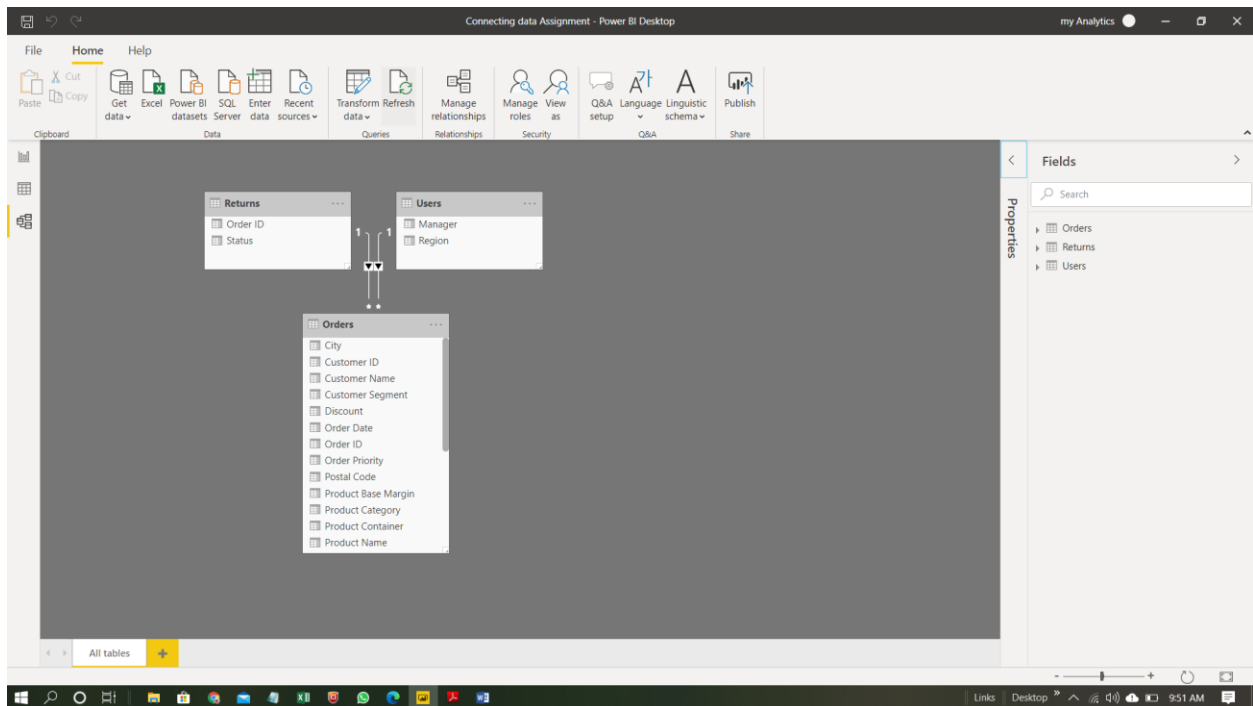 Connecting data Assignment - Power BI Desktop
my Analytics
File Home Help
Paste
Cut
Copy
Clipboard
Get data
Excel
Power BI datasets
SQL Server
Enter data
Recent sources
Data
Transform data
Refresh
Queries
Manage relationships
Relationships
Manage roles
View as
Security
Q&A setup
Language
Linguistic schema
Q&A
Publish
Share
Returns
Order ID
Status
1
1
Users
Manager
Region
* *
Orders
City
Customer ID
Customer Name
Customer Segment
Discount
Order Date
Order ID
Order Priority
Postal Code
Product Base Margin
Product Category
Product Container
Product Name
Properties
Fields
Search
Orders
Returns
Users
All tables
Links
Desktop
9:51 AM